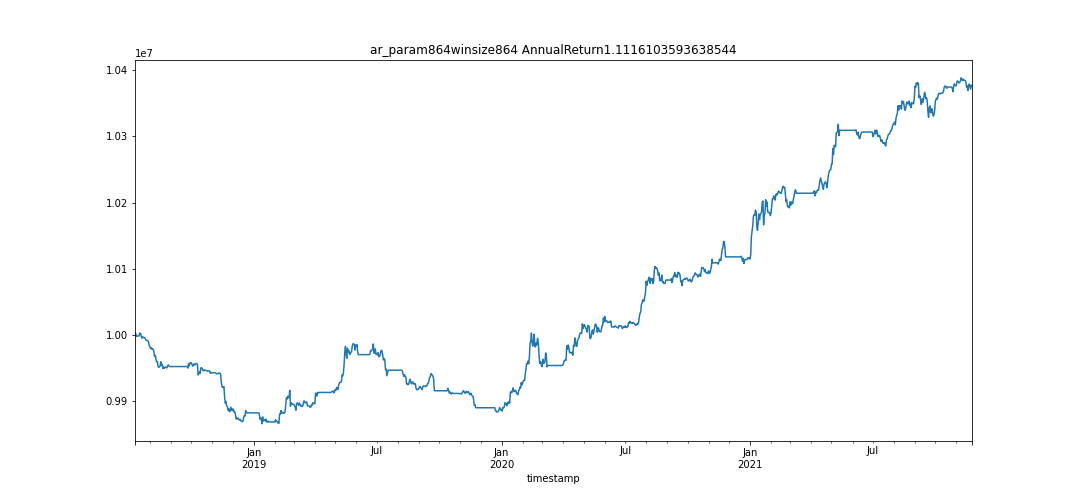 ar_param864winsize864 AnnualReturn1.1116103593638544
1e7
1.04
1.03
1.02
1.01
1.00
0.99
Jan Jul Jan Jul Jan Jul
2019 2020 2021
timestamp